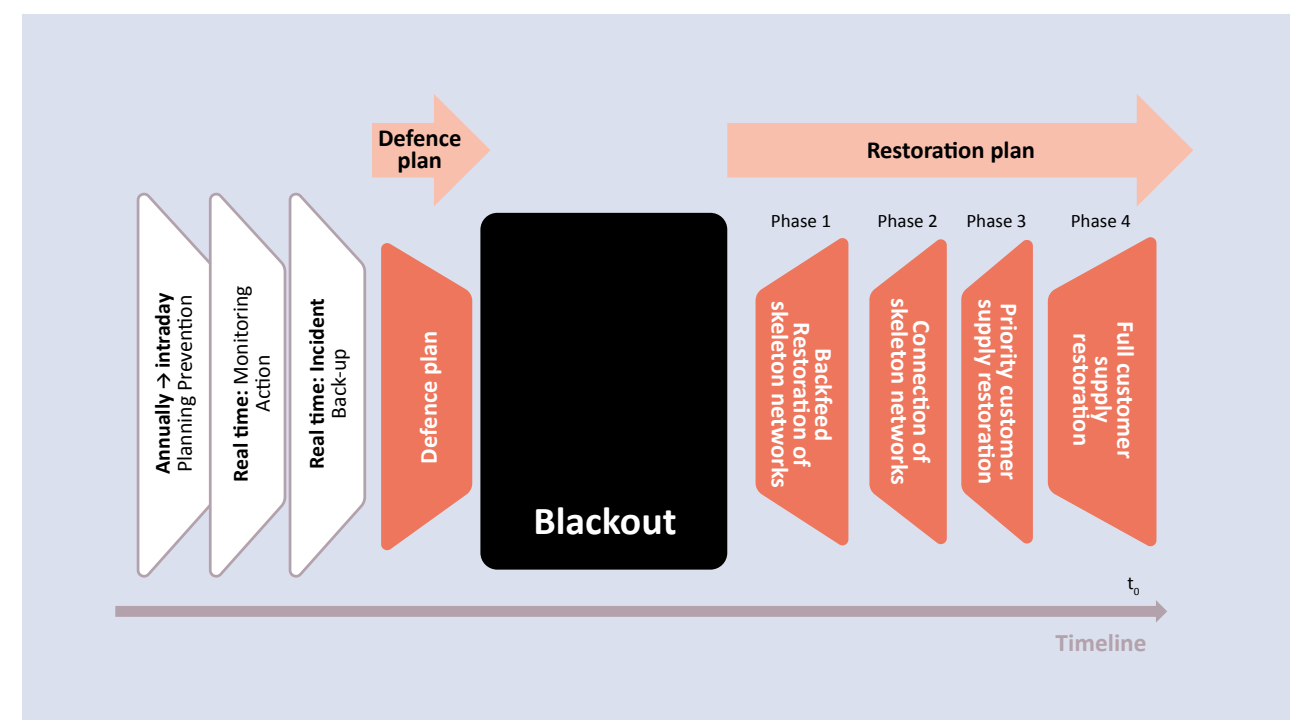 Defence
plan
Restoration plan
Phase 1
Phase 2
Phase 3
Phase 4
Annually → intraday
Planning Prevention
Real time: Monitoring
Action
Real time: Incident
Back-up
Defence plan
Blackout
Backfeed
Restoration of
skeleton networks
Connection of
skeleton networks
Priority customer
supply restoration
Full customer
supply
restoration
t₀
Timeline